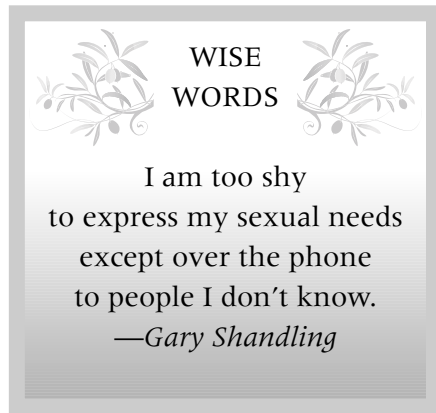 WISE
WORDS
I am too shy
to express my sexual needs
except over the phone
to people I don’t know.
—Gary Shandling